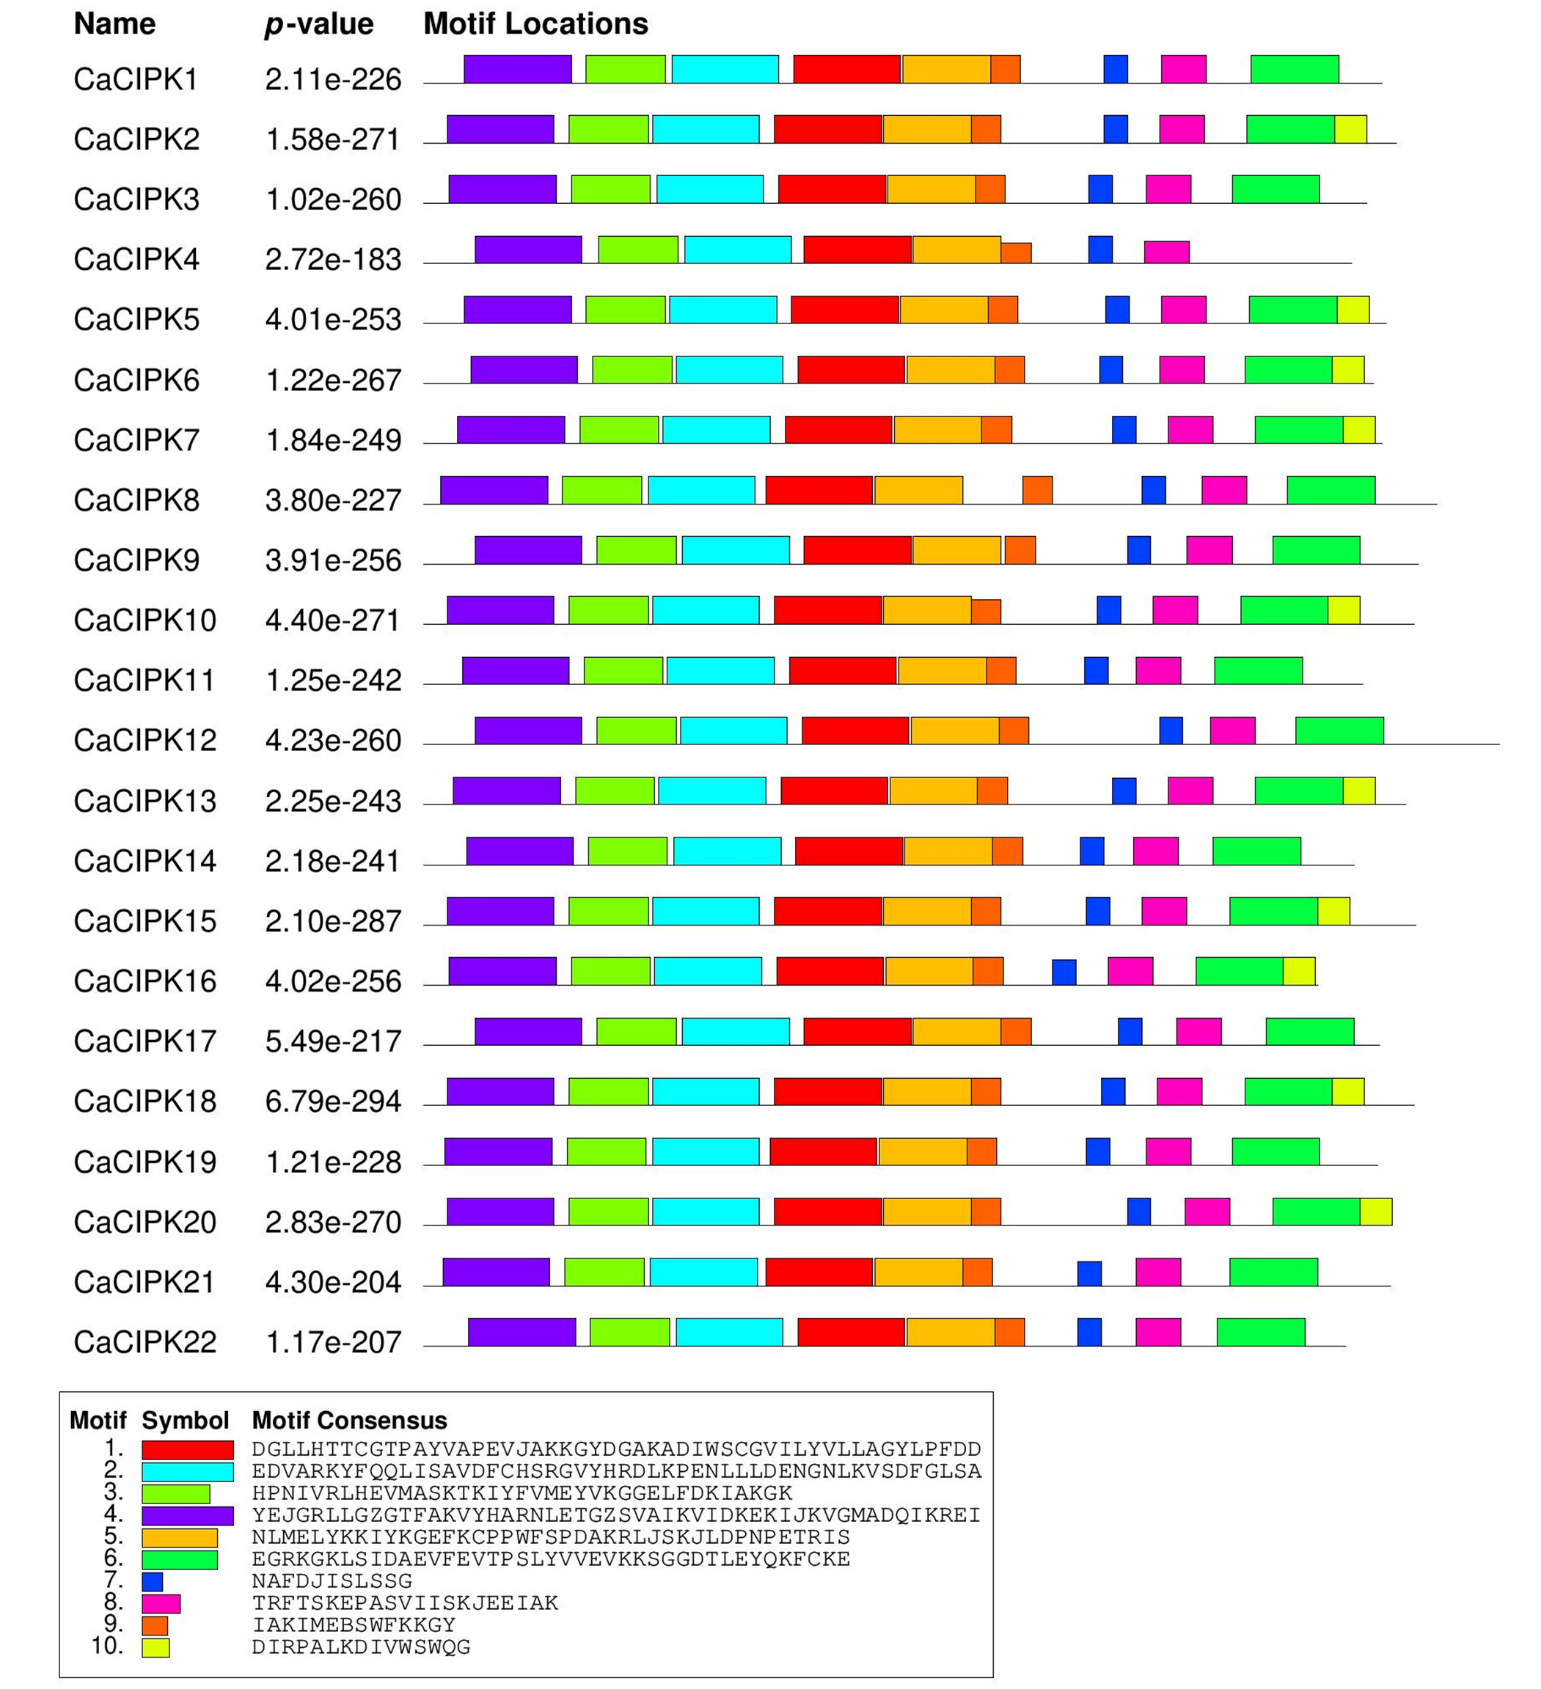 Name p-value Motif Locations
CaCIPK1 2.11e-226
CaCIPK2 1.58e-271
CaCIPK3 1.02e-260
CaCIPK4 2.72e-183
CaCIPK5 4.01e-253
CaCIPK6 1.22e-267
CaCIPK7 1.84e-249
CaCIPK8 3.80e-227
CaCIPK9 3.91e-256
CaCIPK10 4.40e-271
CaCIPK11 1.25e-242
CaCIPK12 4.23e-260
CaCIPK13 2.25e-243
CaCIPK14 2.18e-241
CaCIPK15 2.10e-287
CaCIPK16 4.02e-256
CaCIPK17 5.49e-217
CaCIPK18 6.79e-294
CaCIPK19 1.21e-228
CaCIPK20 2.83e-270
CaCIPK21 4.30e-204
CaCIPK22 1.17e-207
Motif Symbol Motif Consensus
1. DGLLHTTCGTPAYVAPEVJAKKGYDGAKADIWSCGVILYVLLAGYLPFDD
2. EDVARKYFQQLISAVDFCHSRGVYHRDLKPENLLLDENGNLKVSDFGLSA
3. HPNIVRLHEVMASKTKIYFVMEYVKGGELFDKIAKGK
4. YEJGRLLGZGTFAKVYHARNLETGZSVAIKVIDKEKIJKVGMADQIKREI
5. NLMELYKKIYKGEFKCPPWFSPDAKRLJSKJLDPNPETRIS
6. EGRKGKLSIDAEVFEVTPSLYVVEVKKSGGDTLEYQKFCKE
7. NAFDJISLSSG
8. TRFTSKEPASVIISKJEEIAK
9. IAKIMEBSWFKKGY
10. DIRPALKDIVWSWQG